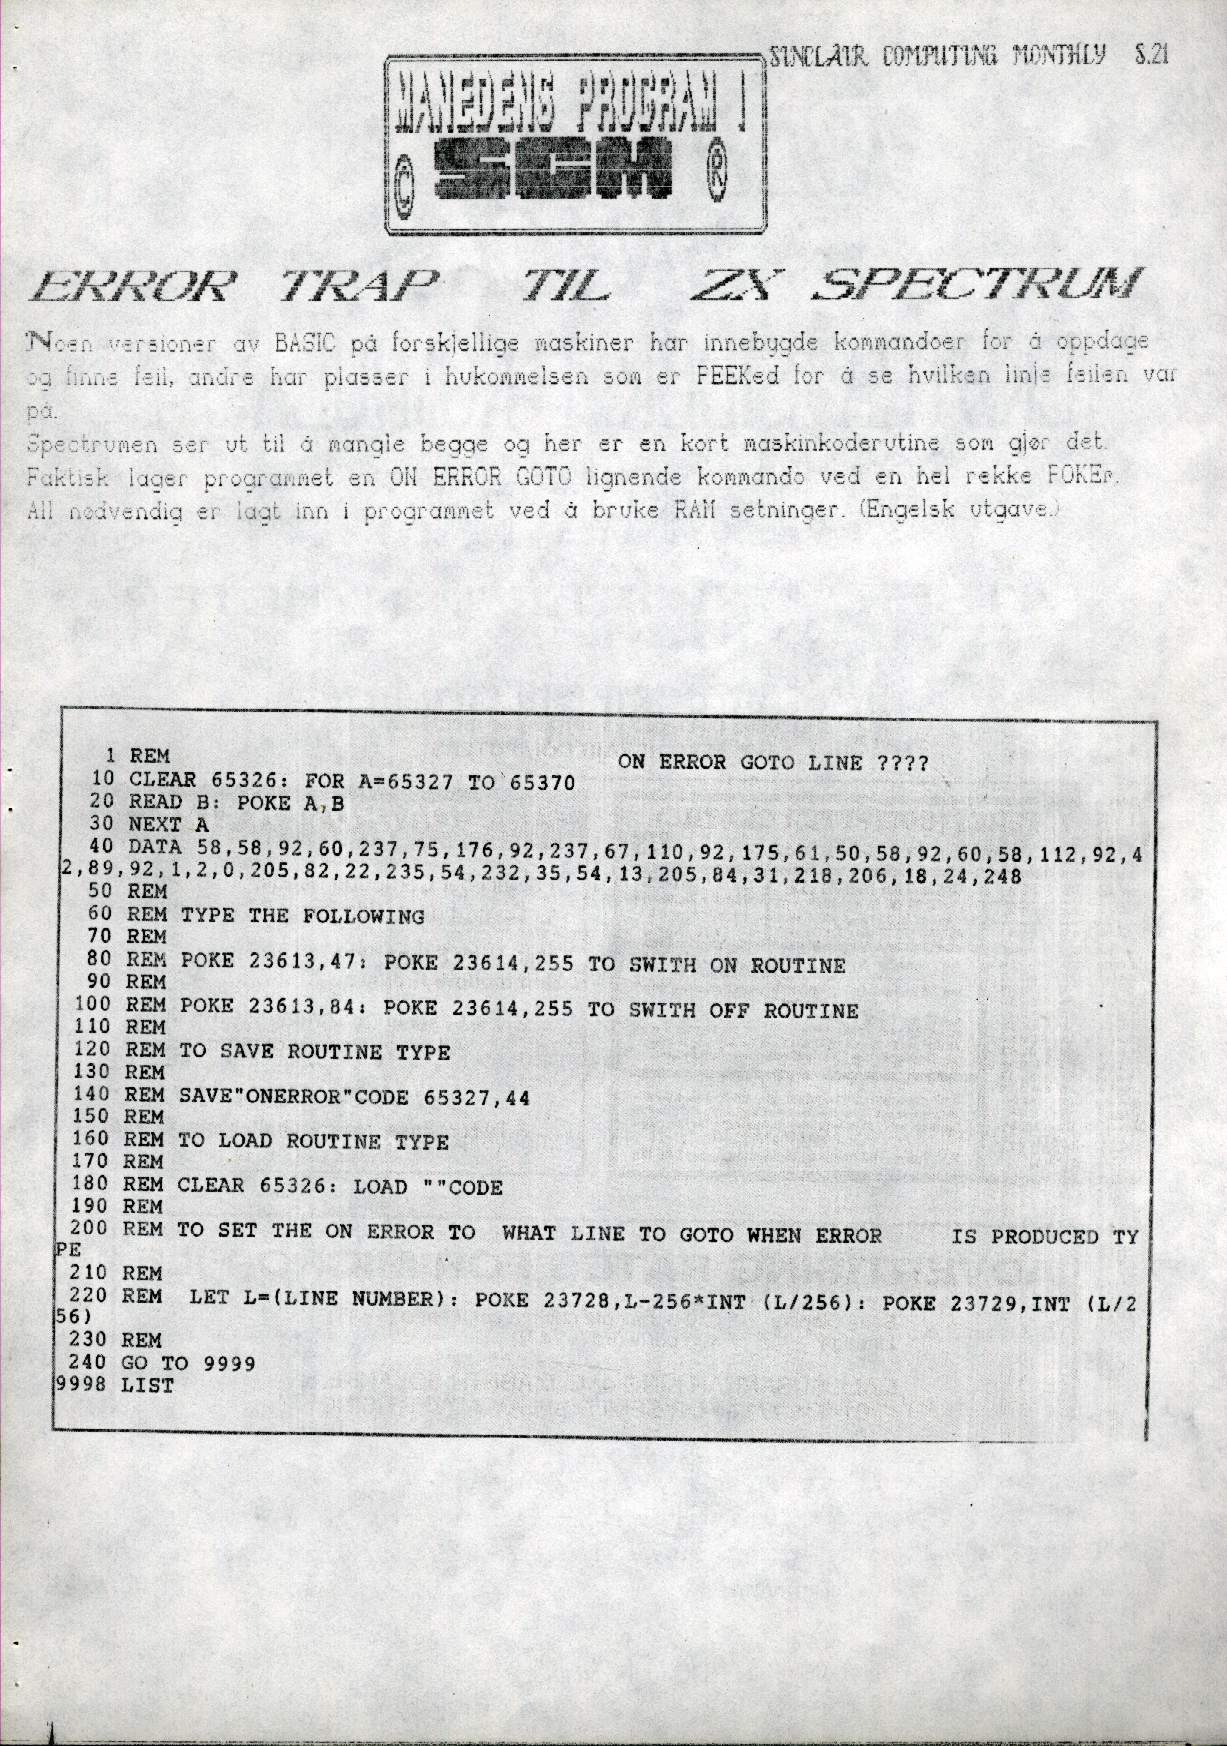 SINCLAIR COMPUTING MONTHLY S.21
MANEDENS PROGRAM I
© SCM ®
ERROR TRAP TIL ZX SPECTRUM
Noen versioner av BASIC på forskjellige maskiner har innebygde kommandoer for å oppdage
og finne feil, andre har plasser i hukommelsen som er PEEKed for å se hvilken linje feilen var
på.
Spectrumen ser ut til å mangle begge og her er en kort maskinkoderutine som gjør det.
Faktisk lager programmet en ON ERROR GOTO lignende kommando ved en hel rekke POKEr.
All nødvendig er lagt inn i programmet ved å bruke RAM setninger. (Engelsk utgave.)
1 REM ON ERROR GOTO LINE ????
10 CLEAR 65326: FOR A=65327 TO 65370
20 READ B: POKE A,B
30 NEXT A
40 DATA 58,58,92,60,237,75,176,92,237,67,110,92,175,61,50,58,92,60,58,112,92,4
2,89,92,1,2,0,205,82,22,235,54,232,35,54,13,205,84,31,218,206,18,24,248
50 REM
60 REM TYPE THE FOLLOWING
70 REM
80 REM POKE 23613,47: POKE 23614,255 TO SWITH ON ROUTINE
90 REM
100 REM POKE 23613,84: POKE 23614,255 TO SWITH OFF ROUTINE
110 REM
120 REM TO SAVE ROUTINE TYPE
130 REM
140 REM SAVE"ONERROR"CODE 65327,44
150 REM
160 REM TO LOAD ROUTINE TYPE
170 REM
180 REM CLEAR 65326: LOAD ""CODE
190 REM
200 REM TO SET THE ON ERROR TO WHAT LINE TO GOTO WHEN ERROR IS PRODUCED TY
PE
210 REM
220 REM LET L=(LINE NUMBER): POKE 23728,L-256*INT (L/256): POKE 23729,INT (L/2
56)
230 REM
240 GO TO 9999
9998 LIST